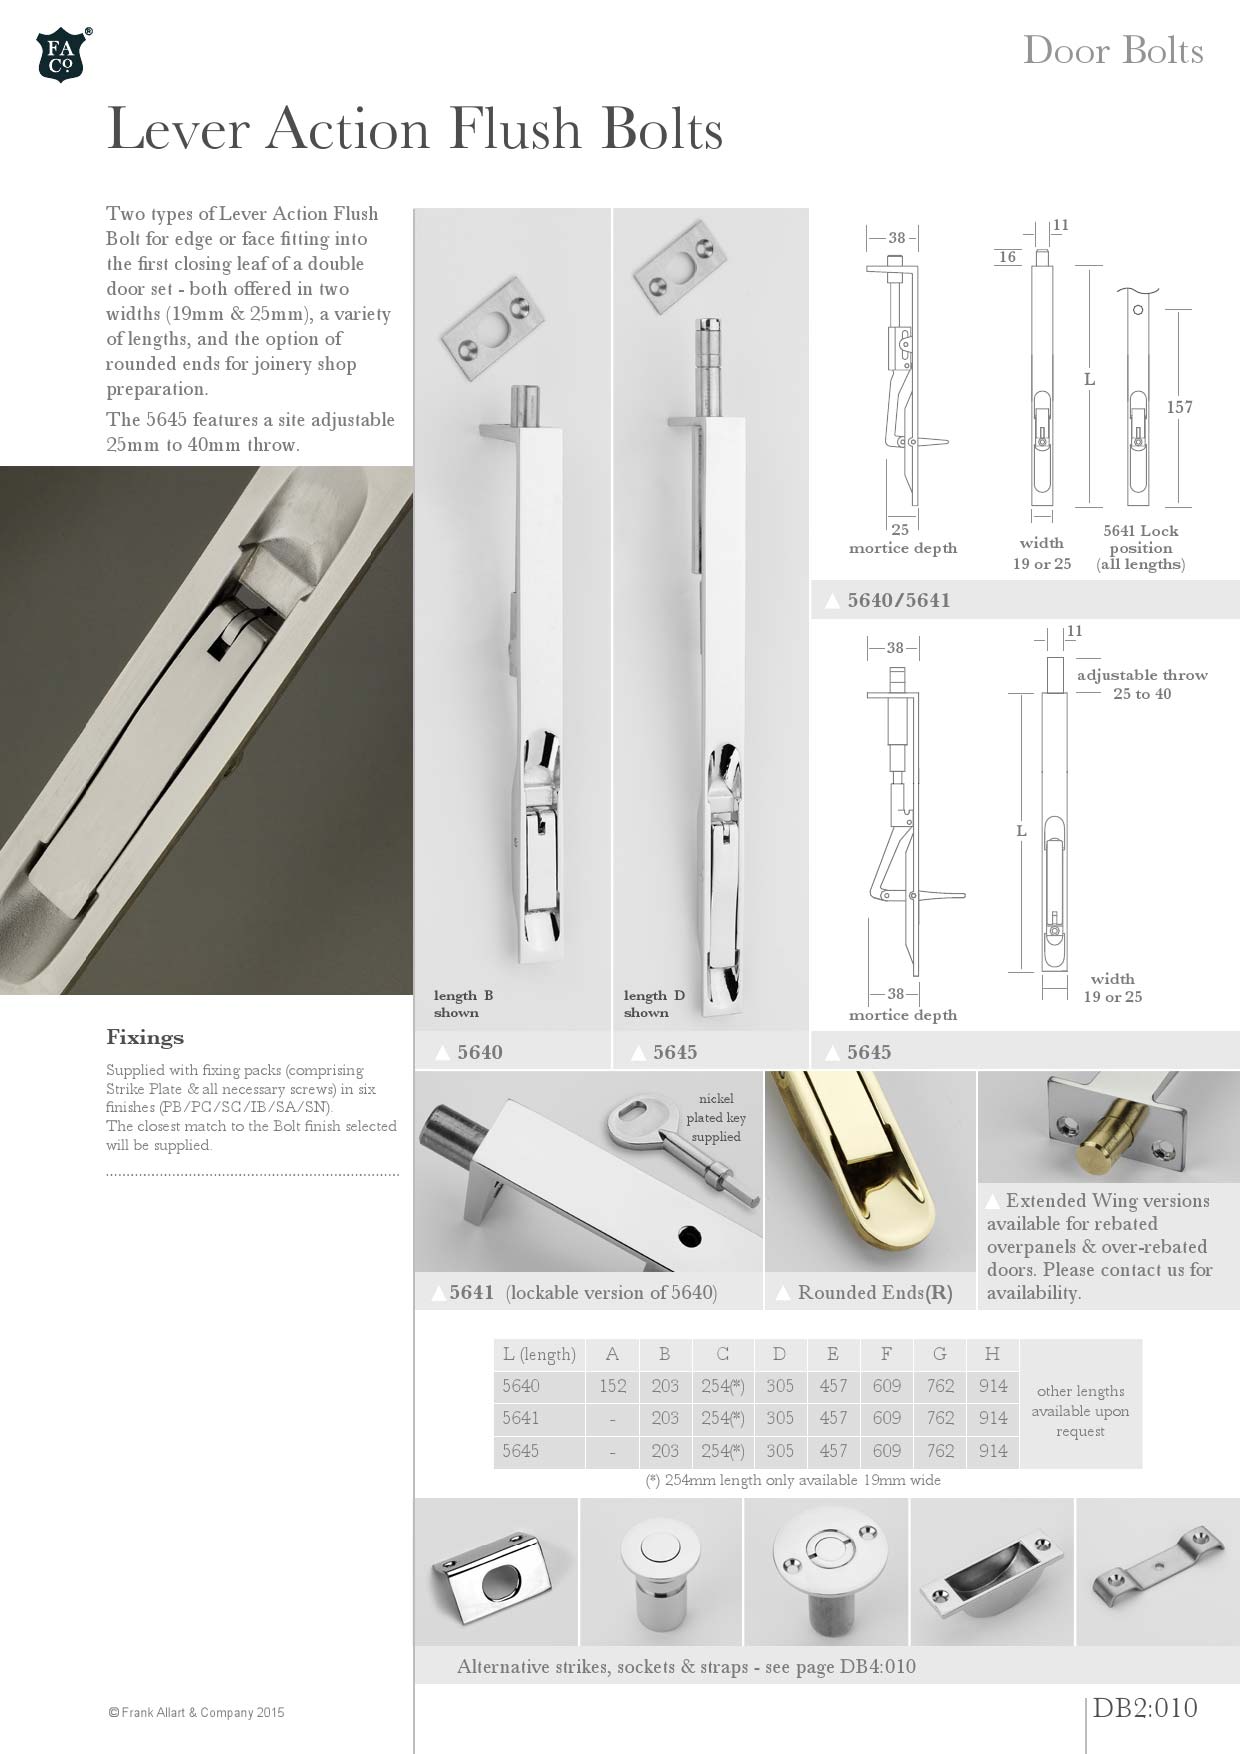 FA
Co.
®
Door Bolts
Lever Action Flush Bolts
Two types of Lever Action Flush
Bolt for edge or face fitting into
the first closing leaf of a double
door set - both offered in two
widths (19mm & 25mm), a variety
of lengths, and the option of
rounded ends for joinery shop
preparation.
The 5645 features a site adjustable
25mm to 40mm throw.
Fixings
Supplied with fixing packs (comprising
Strike Plate & all necessary screws) in six
finishes (PB/PC/SC/IB/SA/SN).
The closest match to the Bolt finish selected
will be supplied.
length B
shown
5640
length D
shown
5645
38
11
16
L
157
25
mortice depth
width
19 or 25
5641 Lock
position
(all lengths)
5640/5641
38
11
adjustable throw
25 to 40
L
38
mortice depth
width
19 or 25
5645
nickel
plated key
supplied
5641 (lockable version of 5640)
Rounded Ends(R)
Extended Wing versions
available for rebated
overpanels & over-rebated
doors. Please contact us for
availability.
L (length) A B C D E F G H
5640 152 203 254(*) 305 457 609 762 914
5641 - 203 254(*) 305 457 609 762 914
5645 - 203 254(*) 305 457 609 762 914
other lengths
available upon
request
(*) 254mm length only available 19mm wide
Alternative strikes, sockets & straps - see page DB4:010
© Frank Allart & Company 2015
DB2:010